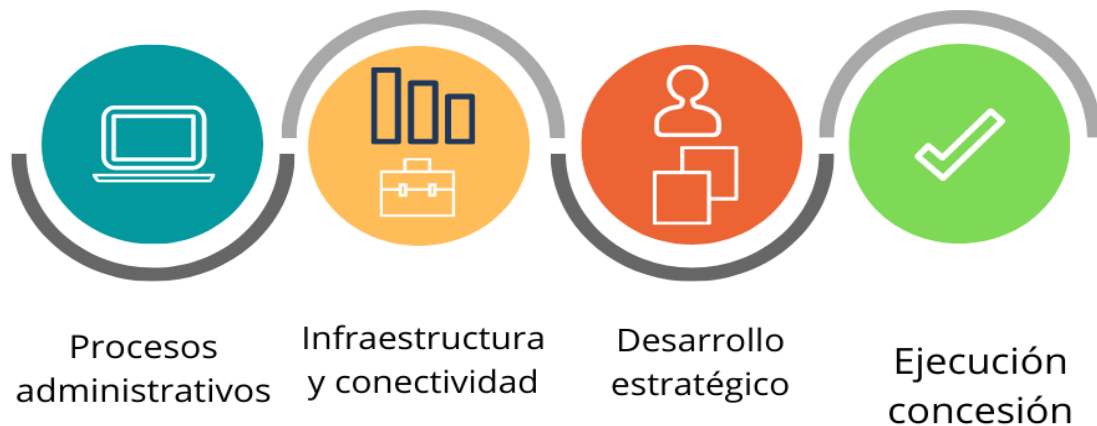 Procesos
administrativos
Infraestructura
y conectividad
Desarrollo
estratégico
Ejecución
concesión